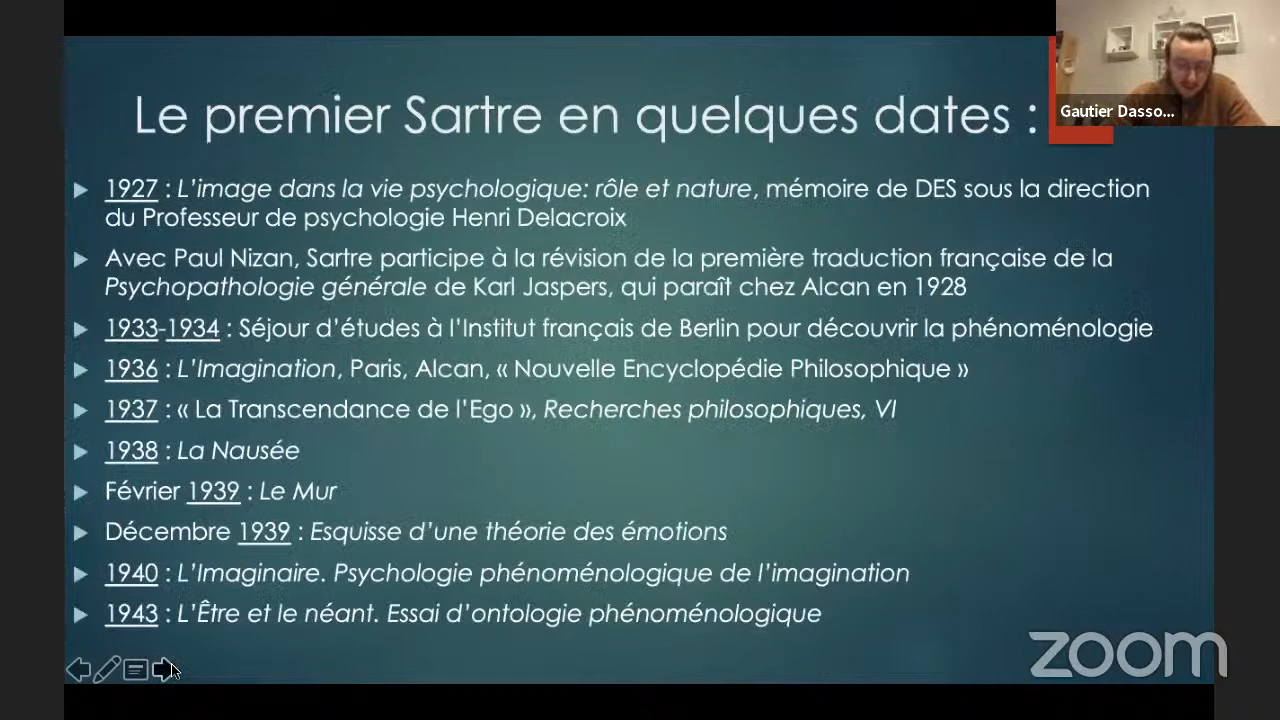 Le premier Sartre en quelques dates :
Gautier Dasso...
1927 : L'image dans la vie psychologique: rôle et nature, mémoire de DES sous la direction
du Professeur de psychologie Henri Delacroix
Avec Paul Nizan, Sartre participe à la révision de la première traduction française de la
Psychopathologie générale de Karl Jaspers, qui paraît chez Alcan en 1928
1933-1934 : Séjour d'études à l'Institut français de Berlin pour découvrir la phénoménologie
1936 : L'Imagination, Paris, Alcan, « Nouvelle Encyclopédie Philosophique »
1937 : « La Transcendance de l'Ego », Recherches philosophiques, VI
1938 : La Nausée
Février 1939 : Le Mur
Décembre 1939 : Esquisse d'une théorie des émotions
1940 : L'Imaginaire. Psychologie phénoménologique de l'imagination
1943 : L'Être et le néant. Essai d'ontologie phénoménologique
zoom